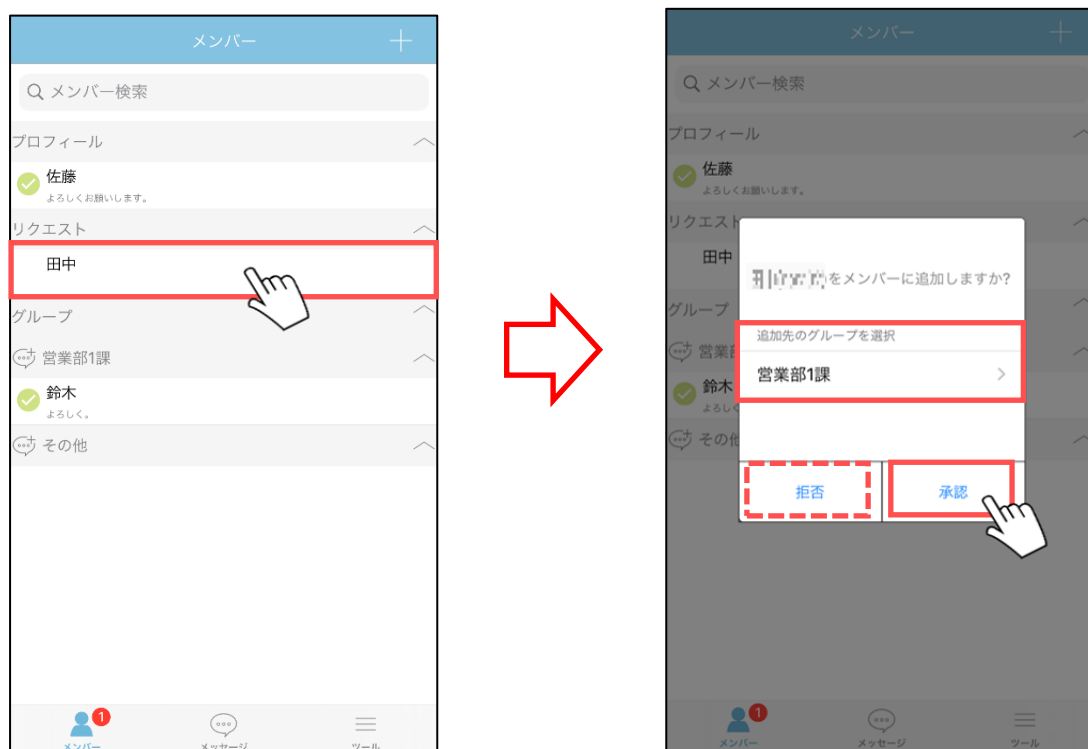 メンバー
メンバー検索
プロフィール
佐藤
よろしくお願いします。
リクエスト
田中
グループ
営業部1課
鈴木
よろしく。
その他
1
メンバー
メッセージ
ツール
メンバー
メンバー検索
プロフィール
佐藤
よろしくお願いします。
リクエスト
田中
をメンバーに追加しますか?
グループ
追加先のグループを選択
営業
営業部1課
鈴木
よろしく
その他
拒否
承認
1
メンバー
メッセージ
ツール